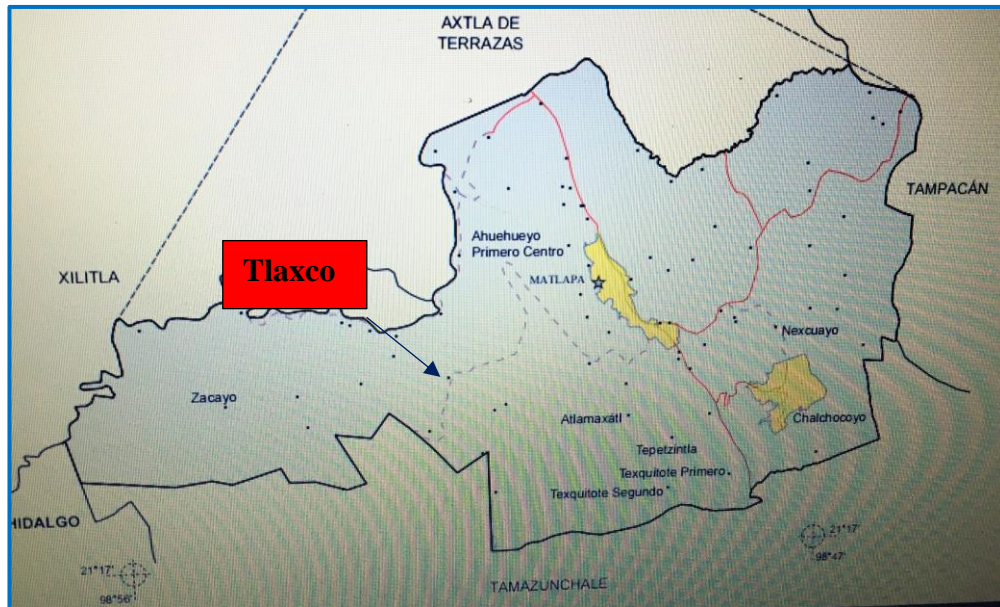 AXTLA DE
TERRAZAS
TAMPACÁN
Ahuehueyo
Primero Centro
Tlaxco
XILITLA
MATLAPA
Nexcuayo
Zacayo
Atlamaxátl
Chalchocoyo
Tepetzintla
Texquitote Primero
Texquitote Segundo
HIDALGO
21°17'
98°47'
21°17'
98°56'
TAMAZUNCHALE